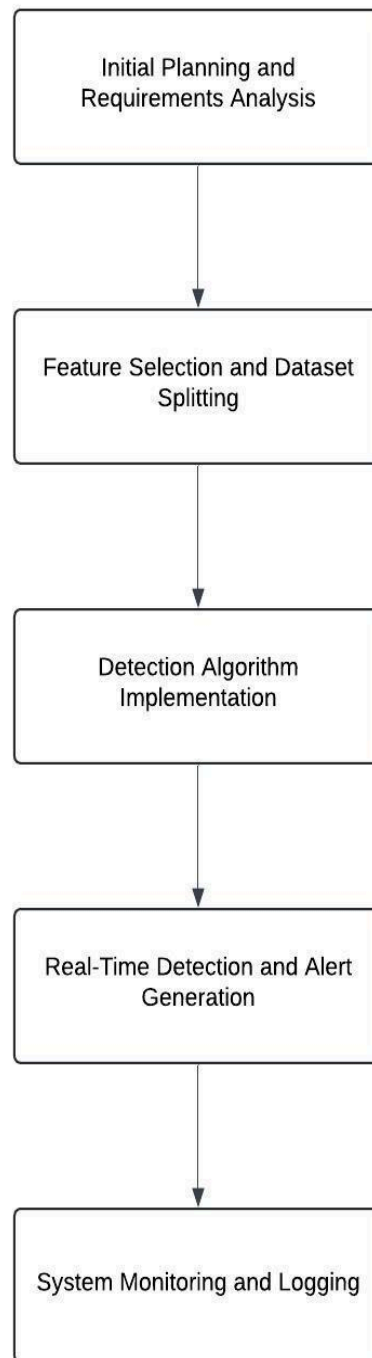 Initial Planning and
Requirements Analysis
Feature Selection and Dataset
Splitting
Detection Algorithm
Implementation
Real-Time Detection and Alert
Generation
System Monitoring and Logging